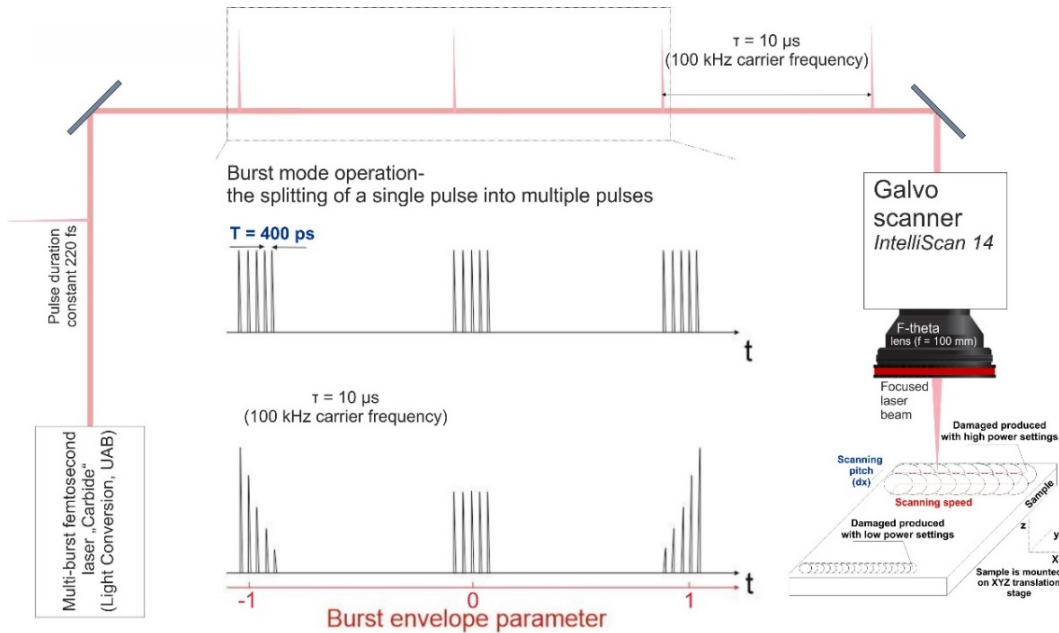 τ = 10 µs
(100 kHz carrier frequency)
Burst mode operation-
the splitting of a single pulse into multiple pulses
T = 400 ps
t
Pulse duration
constant 220 fs
Galvo
scanner
IntelliScan 14
F-theta
lens (f = 100 mm)
Focused
laser
beam
τ = 10 µs
(100 kHz carrier frequency)
t
-1
0
1
Burst envelope parameter
Multi-burst femtosecond
laser „Carbide“
(Light Conversion, UAB)
Damaged produced
with high power settings
Scanning
pitch
(dx)
Scanning speed
Sample
Damaged produced
with low power settings
z
y
X
Sample is mounted
on XYZ translation
stage